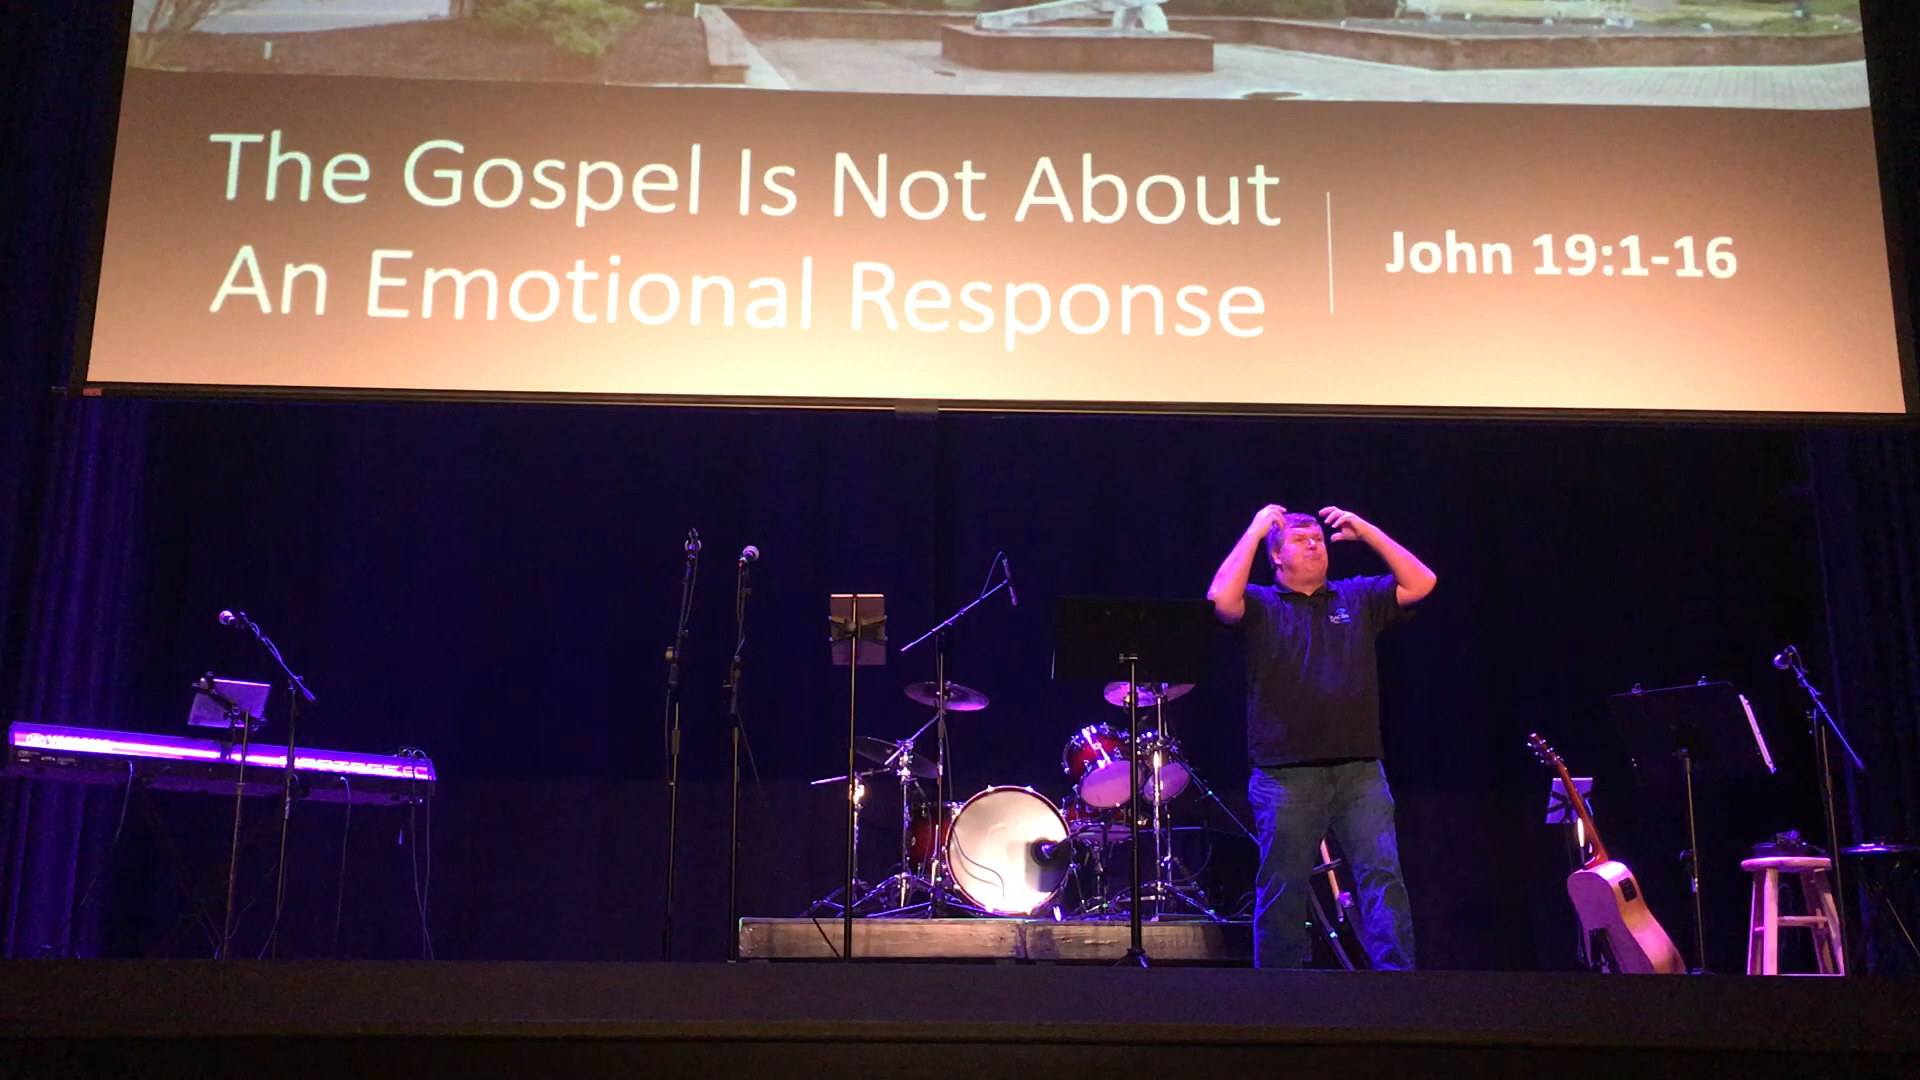 The Gospel Is Not About
An Emotional Response
John 19:1-16